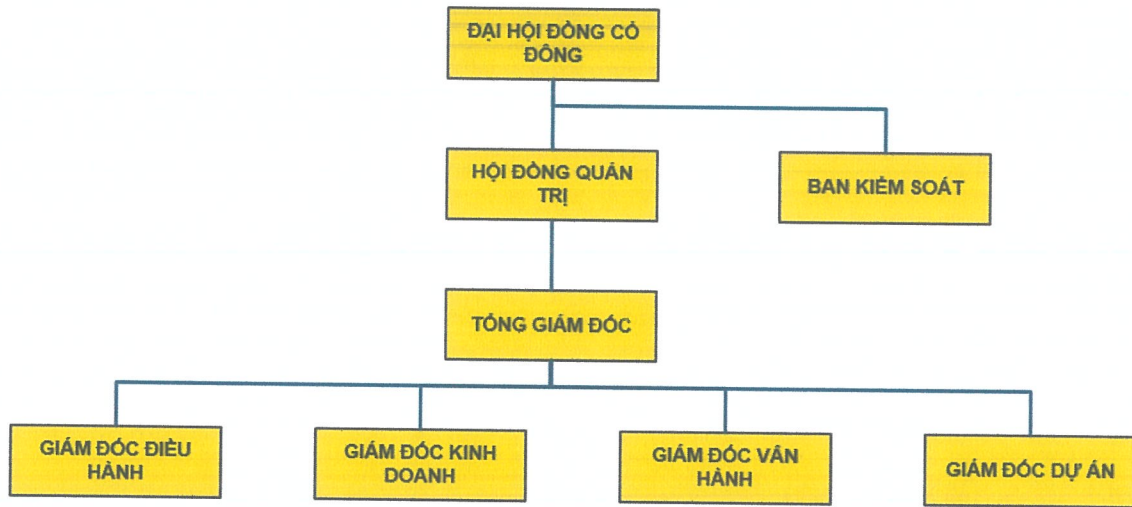 ĐẠI HỘI ĐỒNG CỔ
ĐÔNG
HỘI ĐỒNG QUẢN
TRỊ
BAN KIỂM SOÁT
TỔNG GIÁM ĐỐC
GIÁM ĐỐC ĐIỀU
HÀNH
GIÁM ĐỐC KINH
DOANH
GIÁM ĐỐC VẬN
HÀNH
GIÁM ĐỐC DỰ ÁN